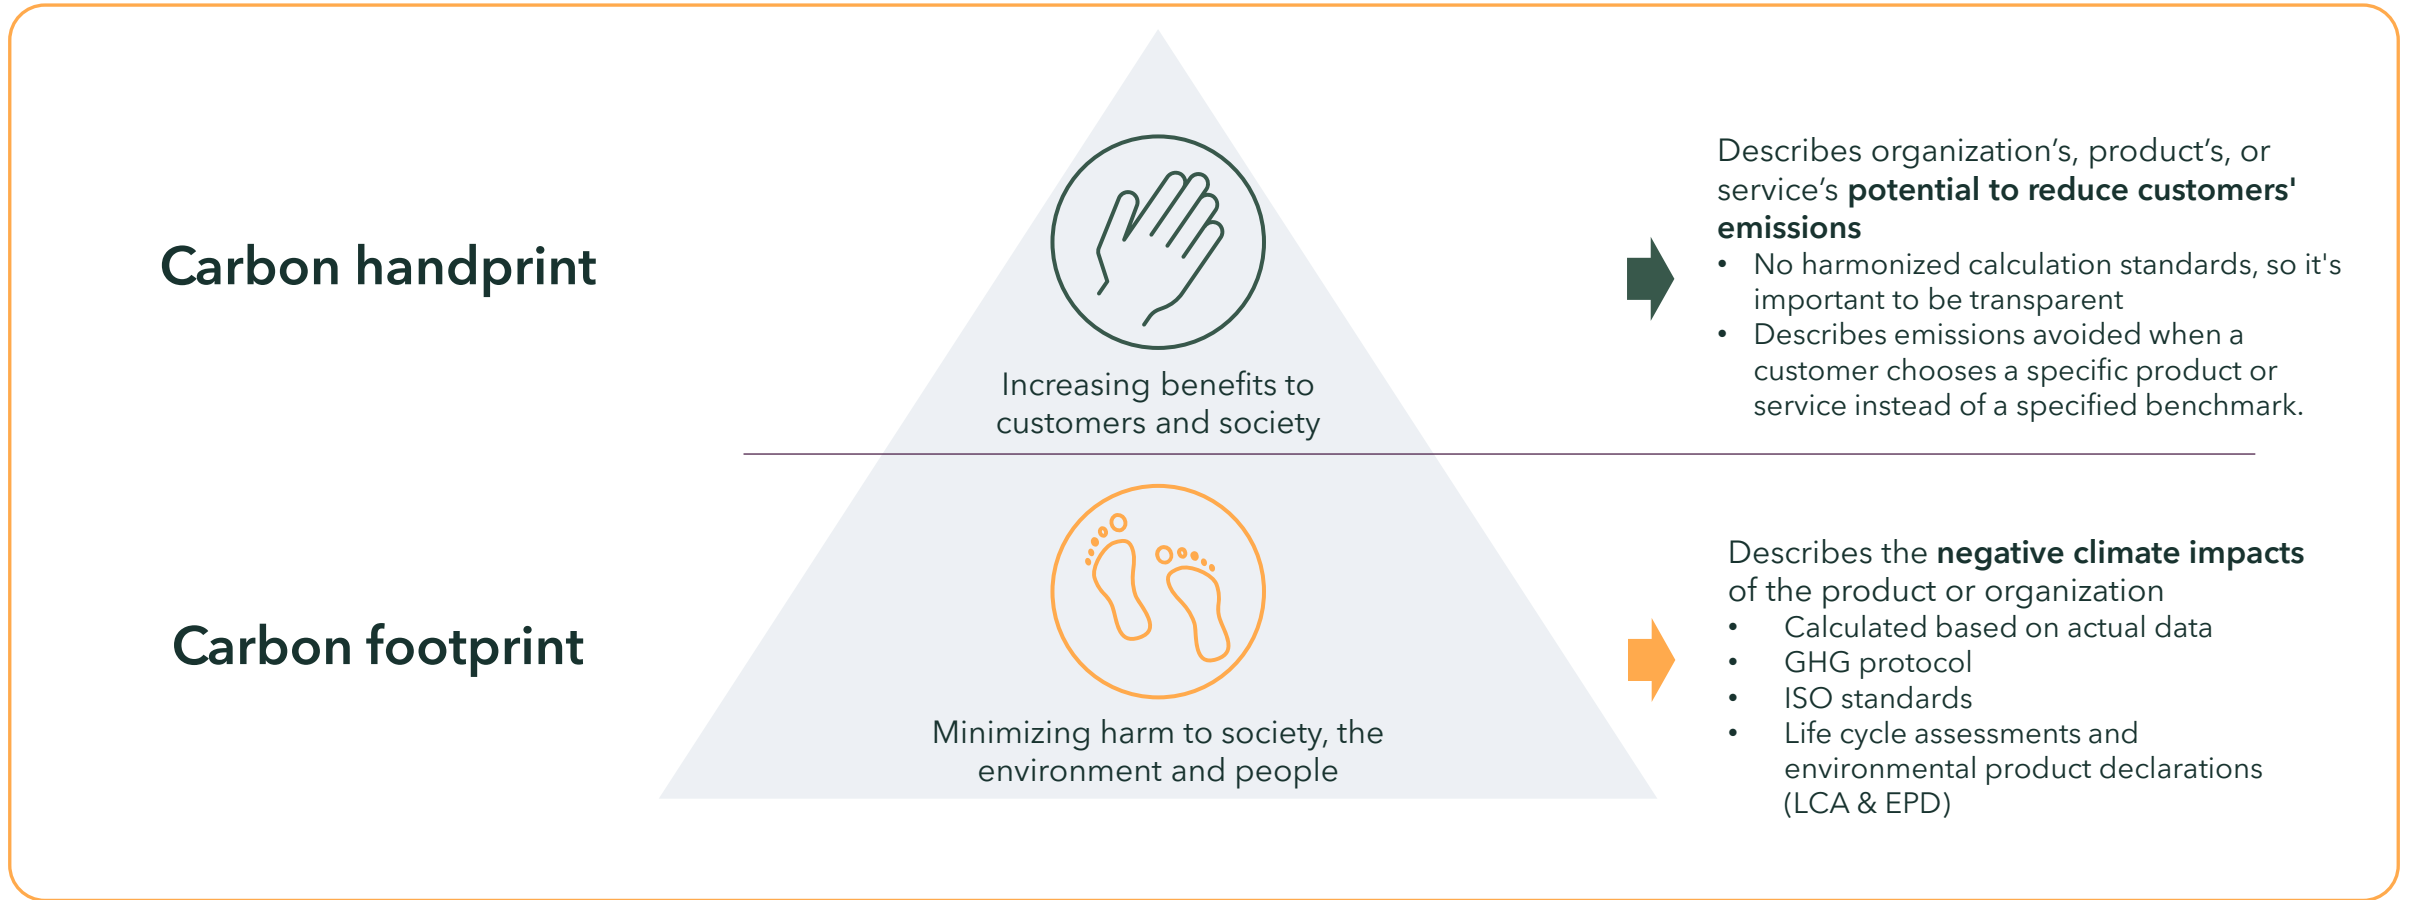 Carbon handprint
Increasing benefits to
customers and society
Describes organization’s, product’s, or
service’s potential to reduce customers'
emissions
• No harmonized calculation standards, so it's
important to be transparent
• Describes emissions avoided when a
customer chooses a specific product or
service instead of a specified benchmark.
Carbon footprint
Minimizing harm to society, the
environment and people
Describes the negative climate impacts
of the product or organization
• Calculated based on actual data
• GHG protocol
• ISO standards
• Life cycle assessments and
environmental product declarations
(LCA & EPD)